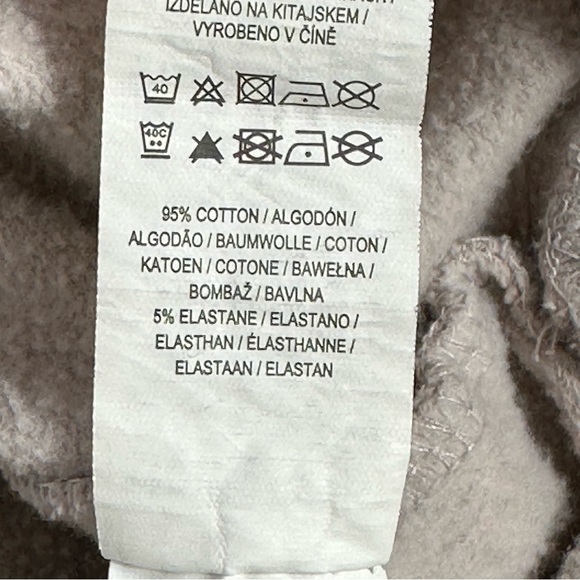 IZDELANO NA KITAJSKEM /
VYROBENO V ČÍNĚ
40
40C
95% COTTON / ALGODÓN /
ALGODÃO / BAUMWOLLE / COTON /
KATOEN / COTONE / BAWEŁNA /
BOMBAŽ / BAVLNA
5% ELASTANE / ELASTANO /
ELASTHAN / ÉLASTHANNE /
ELASTAAN / ELASTAN